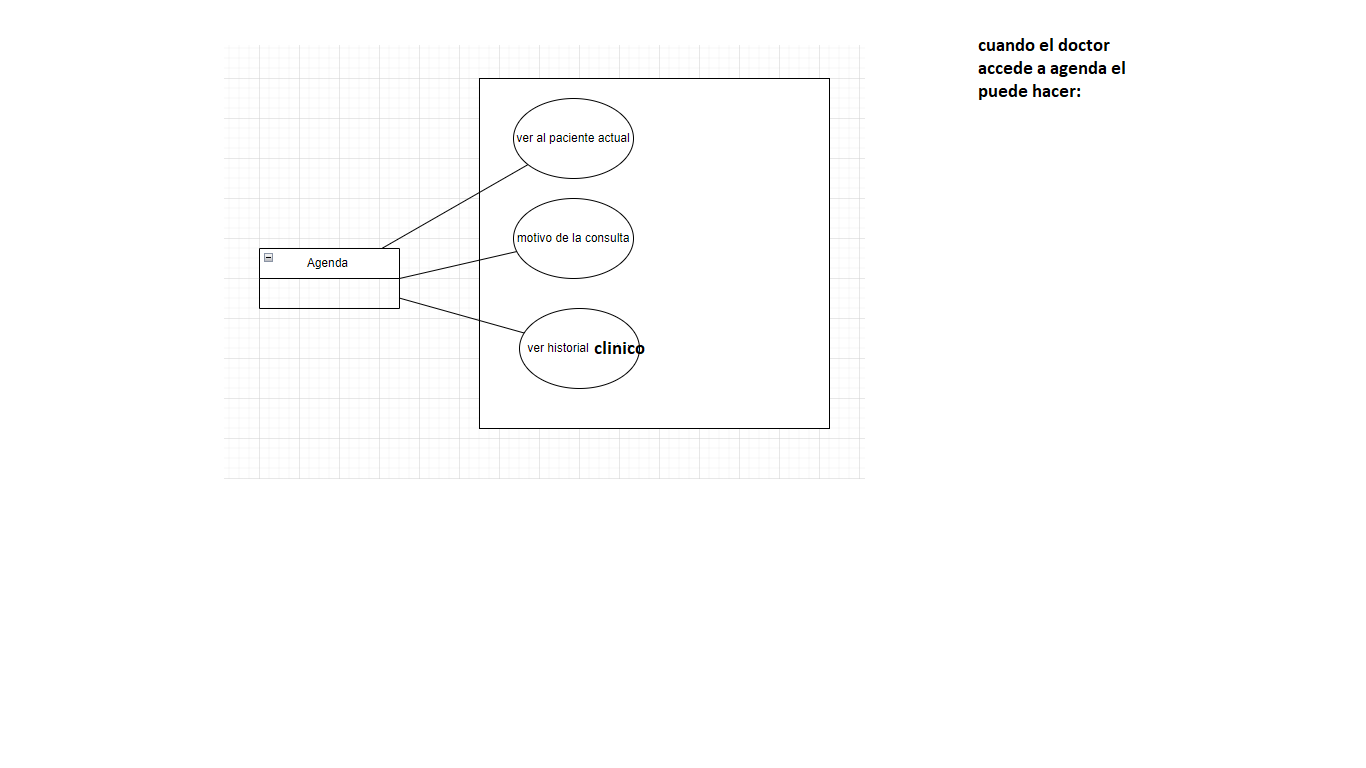 cuando el doctor
accede a agenda el
puede hacer:
ver al paciente actual
motivo de la consulta
Agenda
ver historial clinico